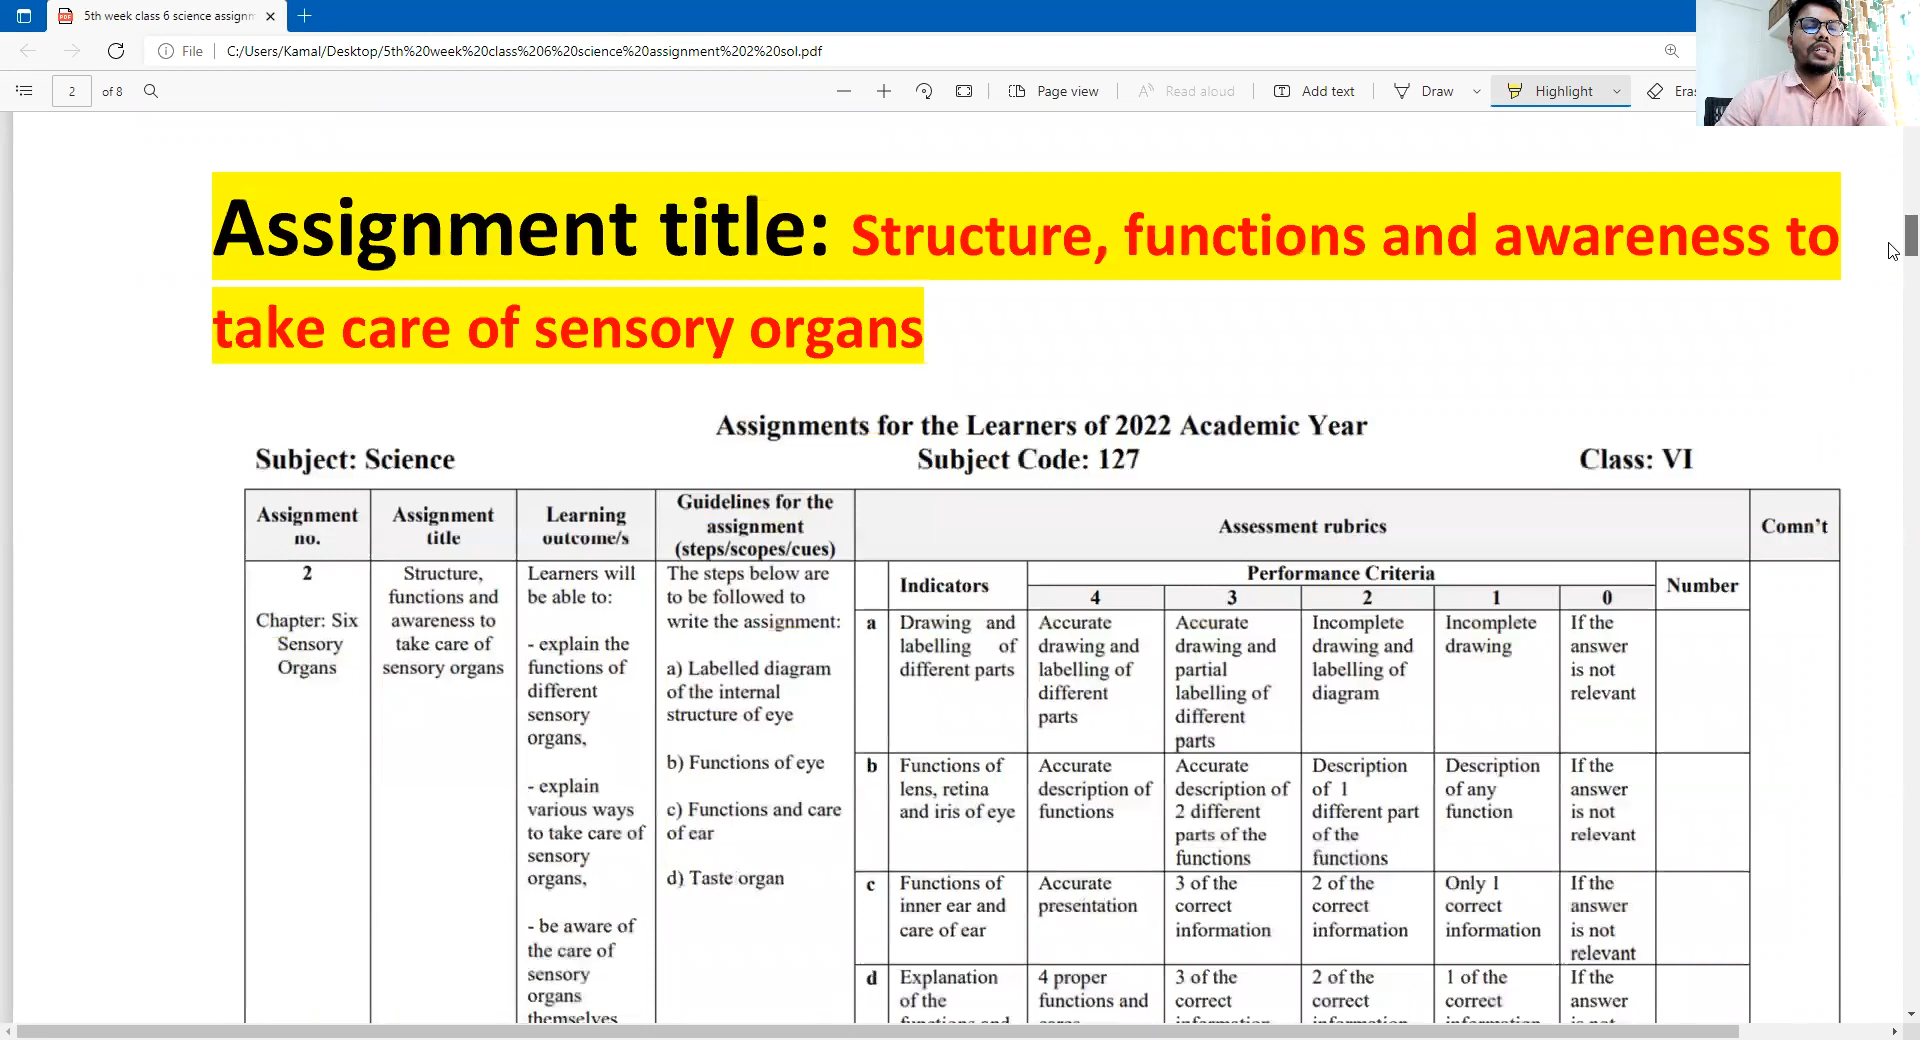 5th week class 6 science assignm
File
C:/Users/Kamal/Desktop/5th%20week%20class%206%20science%20assignment%202%20sol.pdf
2 of 8
Page view
Read aloud
Add text
Draw
Highlight
Eras
Assignment title: Structure, functions and awareness to
take care of sensory organs
Assignments for the Learners of 2022 Academic Year
Subject: Science Subject Code: 127 Class: VI
Assignment
no.
Assignment
title
Learning
outcome/s
Guidelines for the
assignment
(steps/scopes/cues)
Assessment rubrics
Comn't
2
Chapter: Six
Sensory
Organs
Structure,
functions and
awareness to
take care of
sensory organs
Learners will
be able to:
- explain the
functions of
different
sensory
organs,
- explain
various ways
to take care of
sensory
organs,
- be aware of
the care of
sensory
organs
themselves
The steps below are
to be followed to
write the assignment:
a) Labelled diagram
of the internal
structure of eye
b) Functions of eye
c) Functions and care
of ear
d) Taste organ
Indicators
Performance Criteria
Number
4 3 2 1 0
a
Drawing and
labelling of
different parts
Accurate
drawing and
labelling of
different
parts
Accurate
drawing and
partial
labelling of
different
parts
Incomplete
drawing and
labelling of
diagram
Incomplete
drawing
If the
answer
is not
relevant
b
Functions of
lens, retina
and iris of eye
Accurate
description of
functions
Accurate
description of
2 different
parts of the
functions
Description
of 1
different part
of the
functions
Description
of any
function
If the
answer
is not
relevant
c
Functions of
inner ear and
care of ear
Accurate
presentation
3 of the
correct
information
2 of the
correct
information
Only 1
correct
information
If the
answer
is not
relevant
d
Explanation
of the
4 proper
functions and
3 of the
correct
2 of the
correct
1 of the
correct
If the
answer